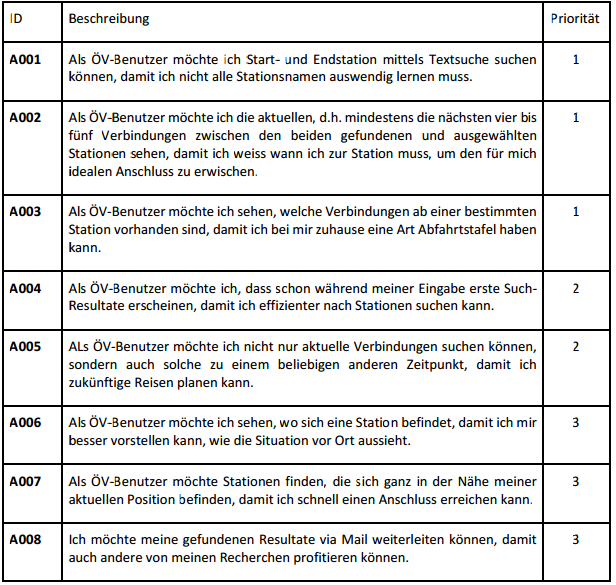 ID Beschreibung Priorität
A001 Als ÖV-Benutzer möchte ich Start- und Endstation mittels Textsuche suchen 1
können, damit ich nicht alle Stationsnamen auswendig lernen muss.
A002 Als ÖV-Benutzer möchte ich die aktuellen, d.h. mindestens die nächsten vier bis 1
fünf Verbindungen zwischen den beiden gefundenen und ausgewählten
Stationen sehen, damit ich weiss wann ich zur Station muss, um den für mich
idealen Anschluss zu erwischen.
A003 Als ÖV-Benutzer möchte ich sehen, welche Verbindungen ab einer bestimmten 1
Station vorhanden sind, damit ich bei mir zuhause eine Art Abfahrtstafel haben
kann.
A004 Als ÖV-Benutzer möchte ich, dass schon während meiner Eingabe erste Such- 2
Resultate erscheinen, damit ich effizienter nach Stationen suchen kann.
A005 ALs ÖV-Benutzer möchte ich nicht nur aktuelle Verbindungen suchen können, 2
sondern auch solche zu einem beliebigen anderen Zeitpunkt, damit ich
zukünftige Reisen planen kann.
A006 Als ÖV-Benutzer möchte ich sehen, wo sich eine Station befindet, damit ich mir 3
besser vorstellen kann, wie die Situation vor Ort aussieht.
A007 Als ÖV-Benutzer möchte Stationen finden, die sich ganz in der Nähe meiner 3
aktuellen Position befinden, damit ich schnell einen Anschluss erreichen kann.
A008 Ich möchte meine gefundenen Resultate via Mail weiterleiten können, damit 3
auch andere von meinen Recherchen profitieren können.